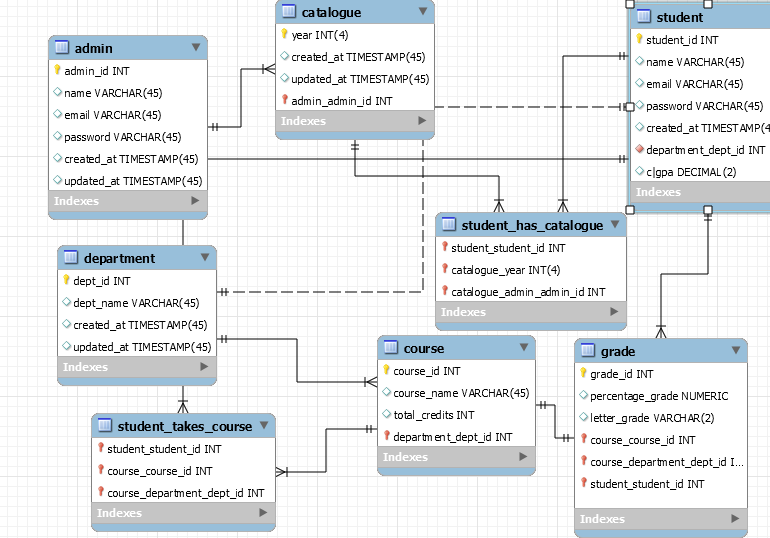 admin
admin_id INT
name VARCHAR(45)
email VARCHAR(45)
password VARCHAR(45)
created_at TIMESTAMP(45)
updated_at TIMESTAMP(45)
Indexes
catalogue
year INT(4)
created_at TIMESTAMP(45)
updated_at TIMESTAMP(45)
admin_admin_id INT
Indexes
student
student_id INT
name VARCHAR(45)
email VARCHAR(45)
password VARCHAR(45)
created_at TIMESTAMP(4
department_dept_id INT
c|gpa DECIMAL(2)
Indexes
student_has_catalogue
student_student_id INT
catalogue_year INT(4)
catalogue_admin_admin_id INT
Indexes
department
dept_id INT
dept_name VARCHAR(45)
created_at TIMESTAMP(45)
updated_at TIMESTAMP(45)
Indexes
course
course_id INT
course_name VARCHAR(45)
total_credits INT
department_dept_id INT
Indexes
grade
grade_id INT
percentage_grade NUMERIC
letter_grade VARCHAR(2)
course_course_id INT
course_department_dept_id I...
student_student_id INT
Indexes
student_takes_course
student_student_id INT
course_course_id INT
course_department_dept_id INT
Indexes